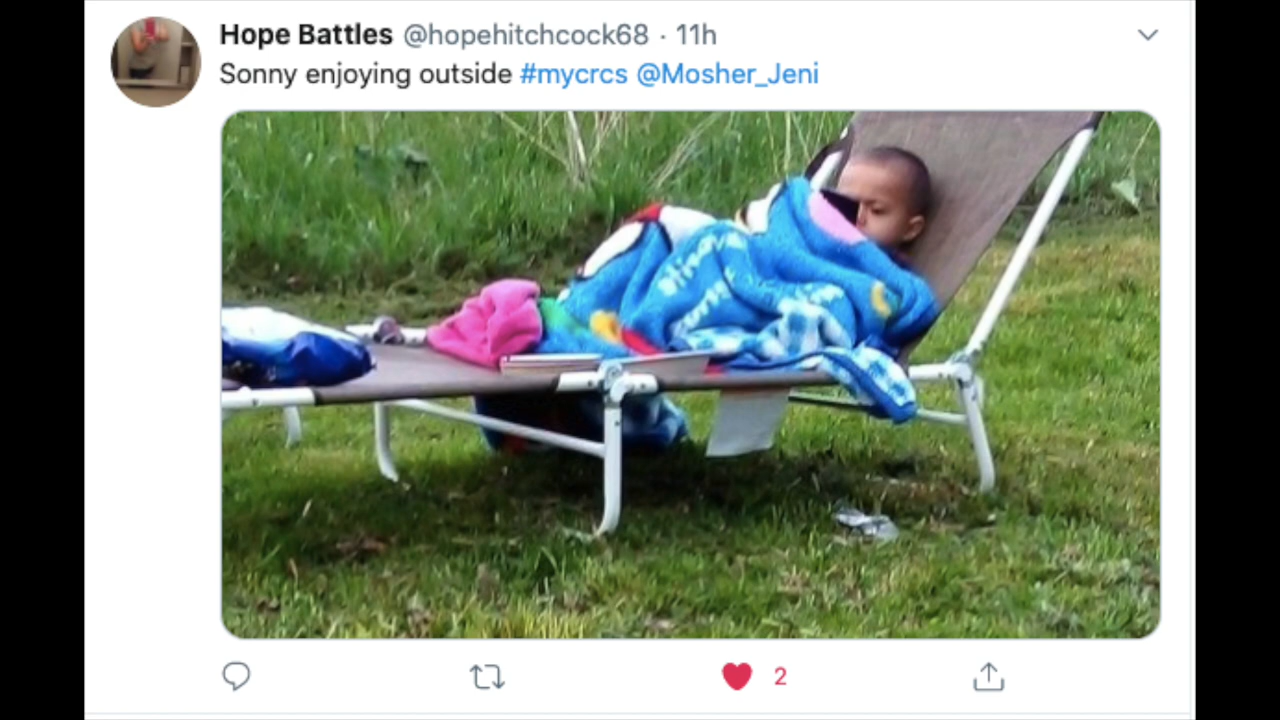 Hope Battles @hopehitchcock68 · 11h
Sonny enjoying outside #mycrcs @Mosher_Jeni
2